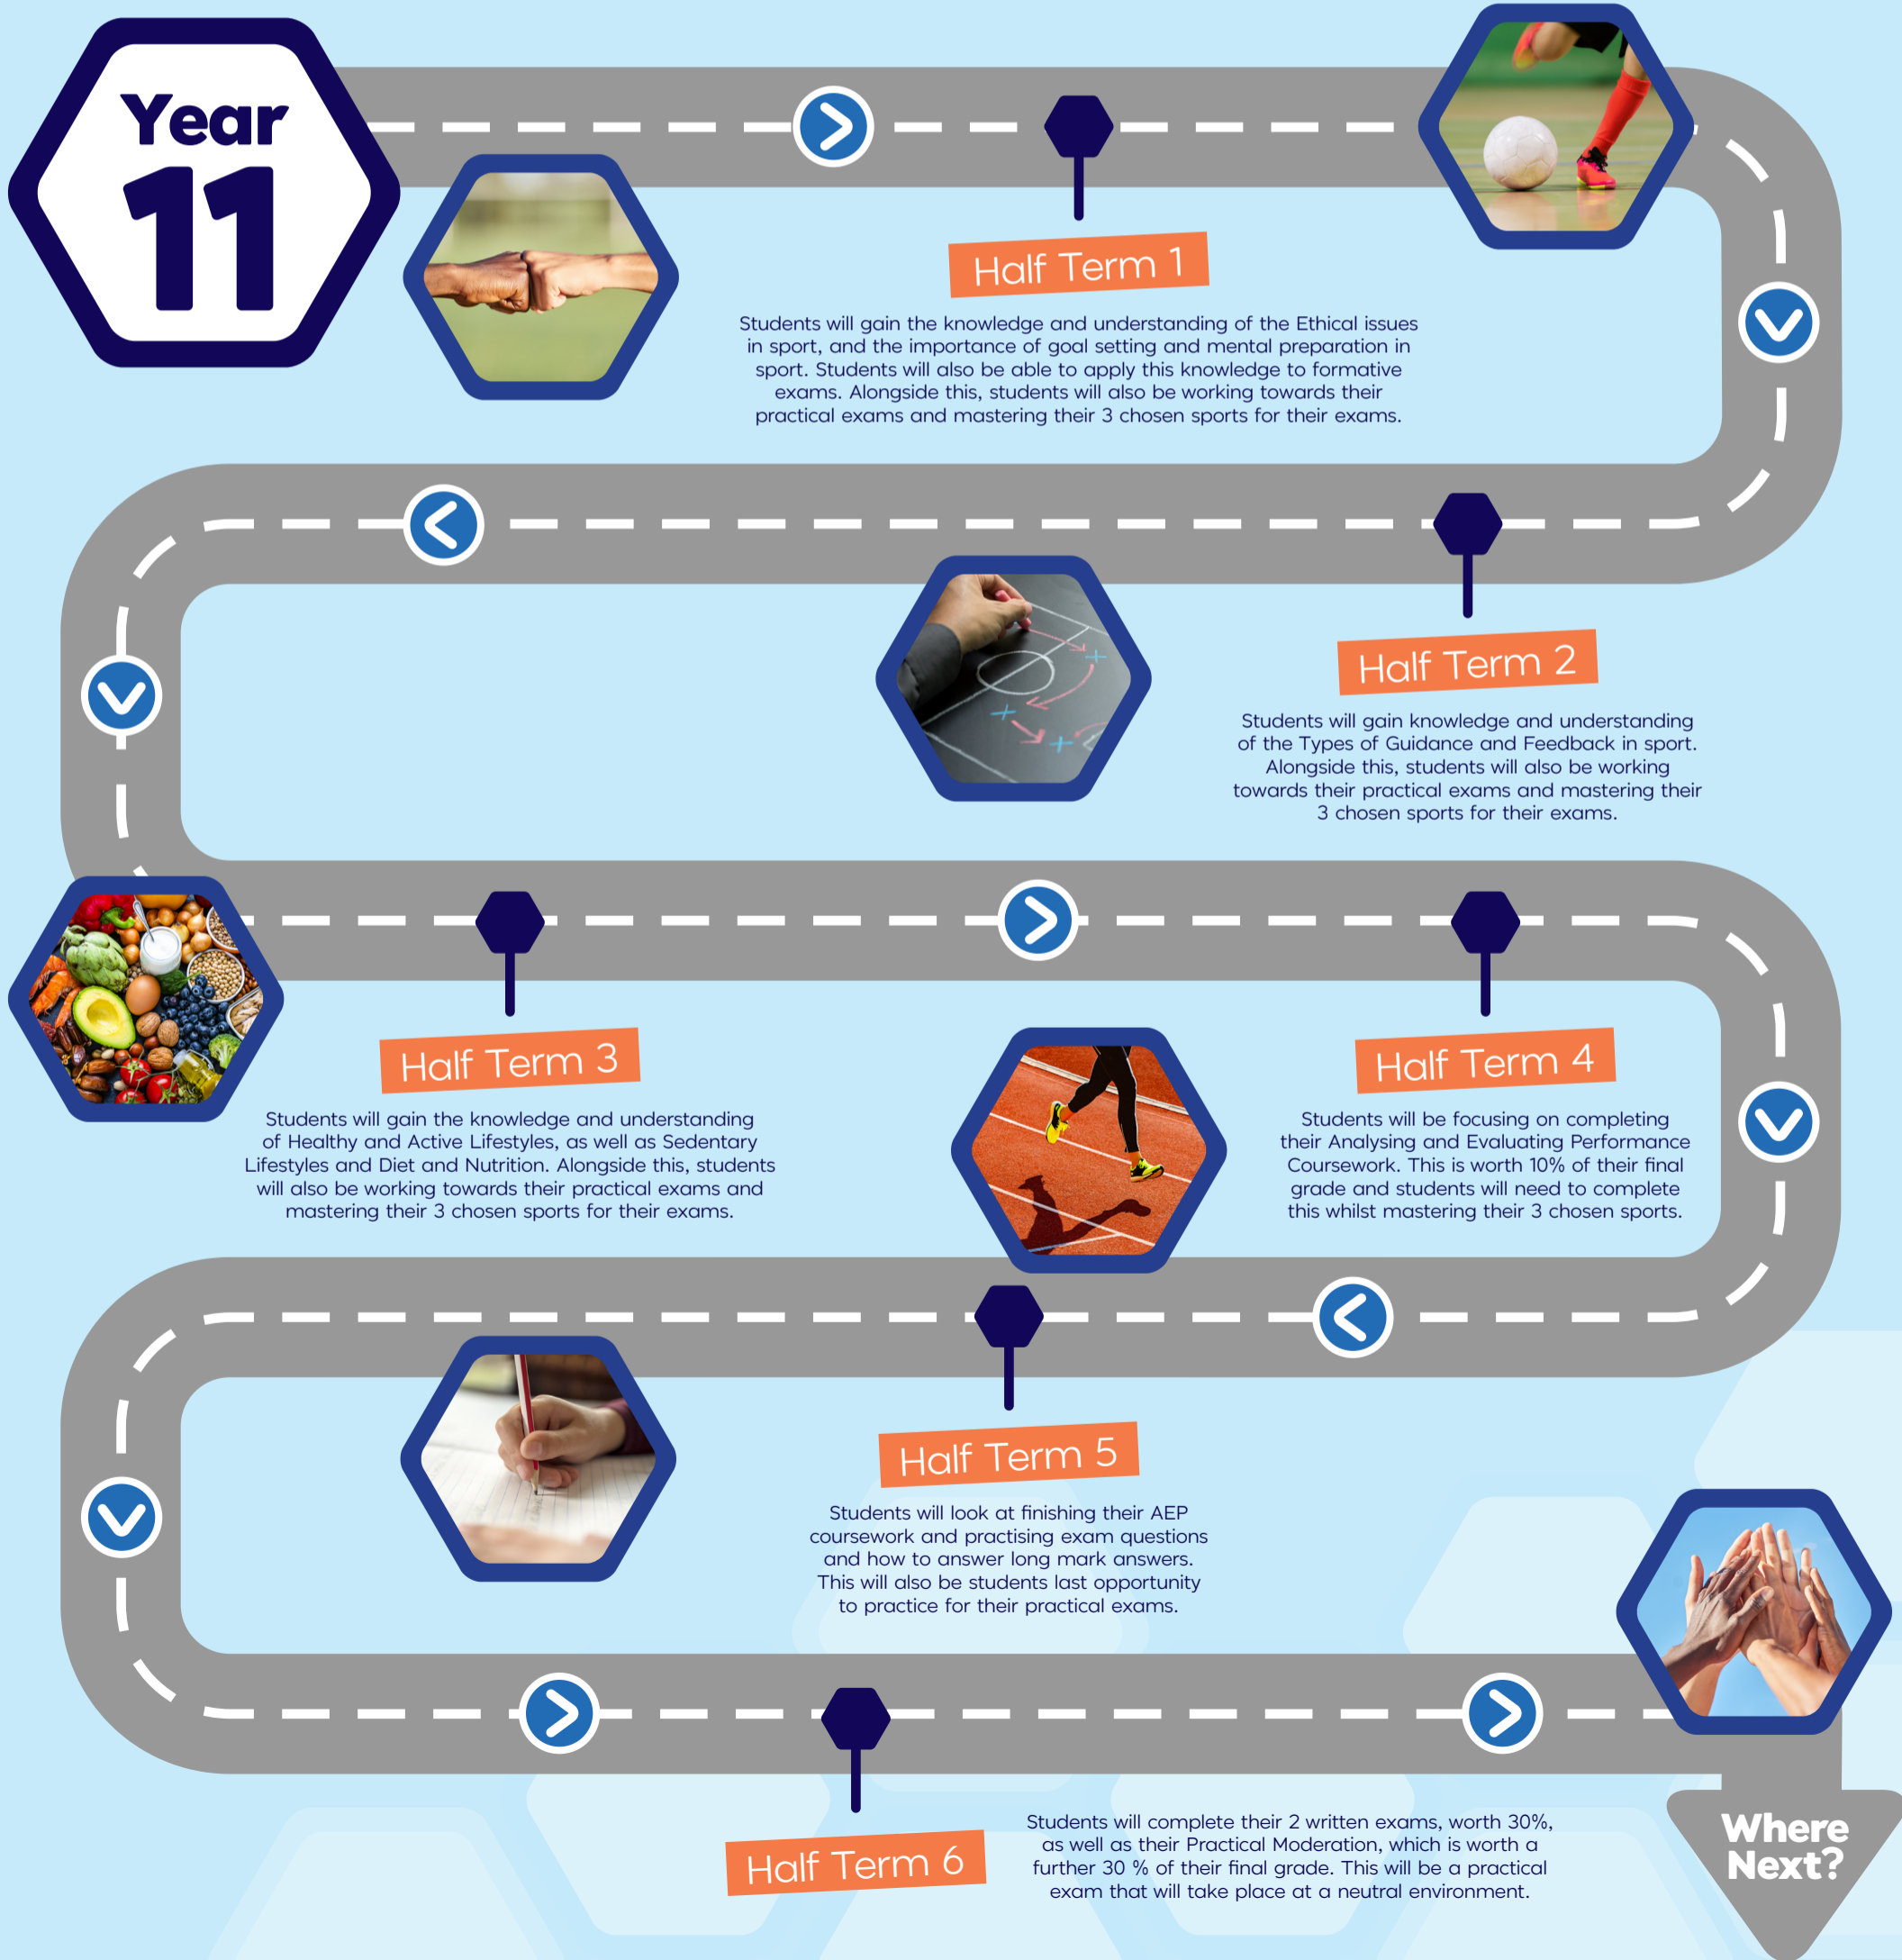 Year
11
Half Term 1
Students will gain the knowledge and understanding of the Ethical issues
in sport, and the importance of goal setting and mental preparation in
sport. Students will also be able to apply this knowledge to formative
exams. Alongside this, students will also be working towards their
practical exams and mastering their 3 chosen sports for their exams.
Half Term 2
Students will gain knowledge and understanding
of the Types of Guidance and Feedback in sport.
Alongside this, students will also be working
towards their practical exams and mastering their
3 chosen sports for their exams.
Half Term 3
Students will gain the knowledge and understanding
of Healthy and Active Lifestyles, as well as Sedentary
Lifestyles and Diet and Nutrition. Alongside this, students
will also be working towards their practical exams and
mastering their 3 chosen sports for their exams.
Half Term 4
Students will be focusing on completing
their Analysing and Evaluating Performance
Coursework. This is worth 10% of their final
grade and students will need to complete
this whilst mastering their 3 chosen sports.
Half Term 5
Students will look at finishing their AEP
coursework and practising exam questions
and how to answer long mark answers.
This will also be students last opportunity
to practice for their practical exams.
Half Term 6
Students will complete their 2 written exams, worth 30%,
as well as their Practical Moderation, which is worth a
further 30 % of their final grade. This will be a practical
exam that will take place at a neutral environment.
Where
Next?